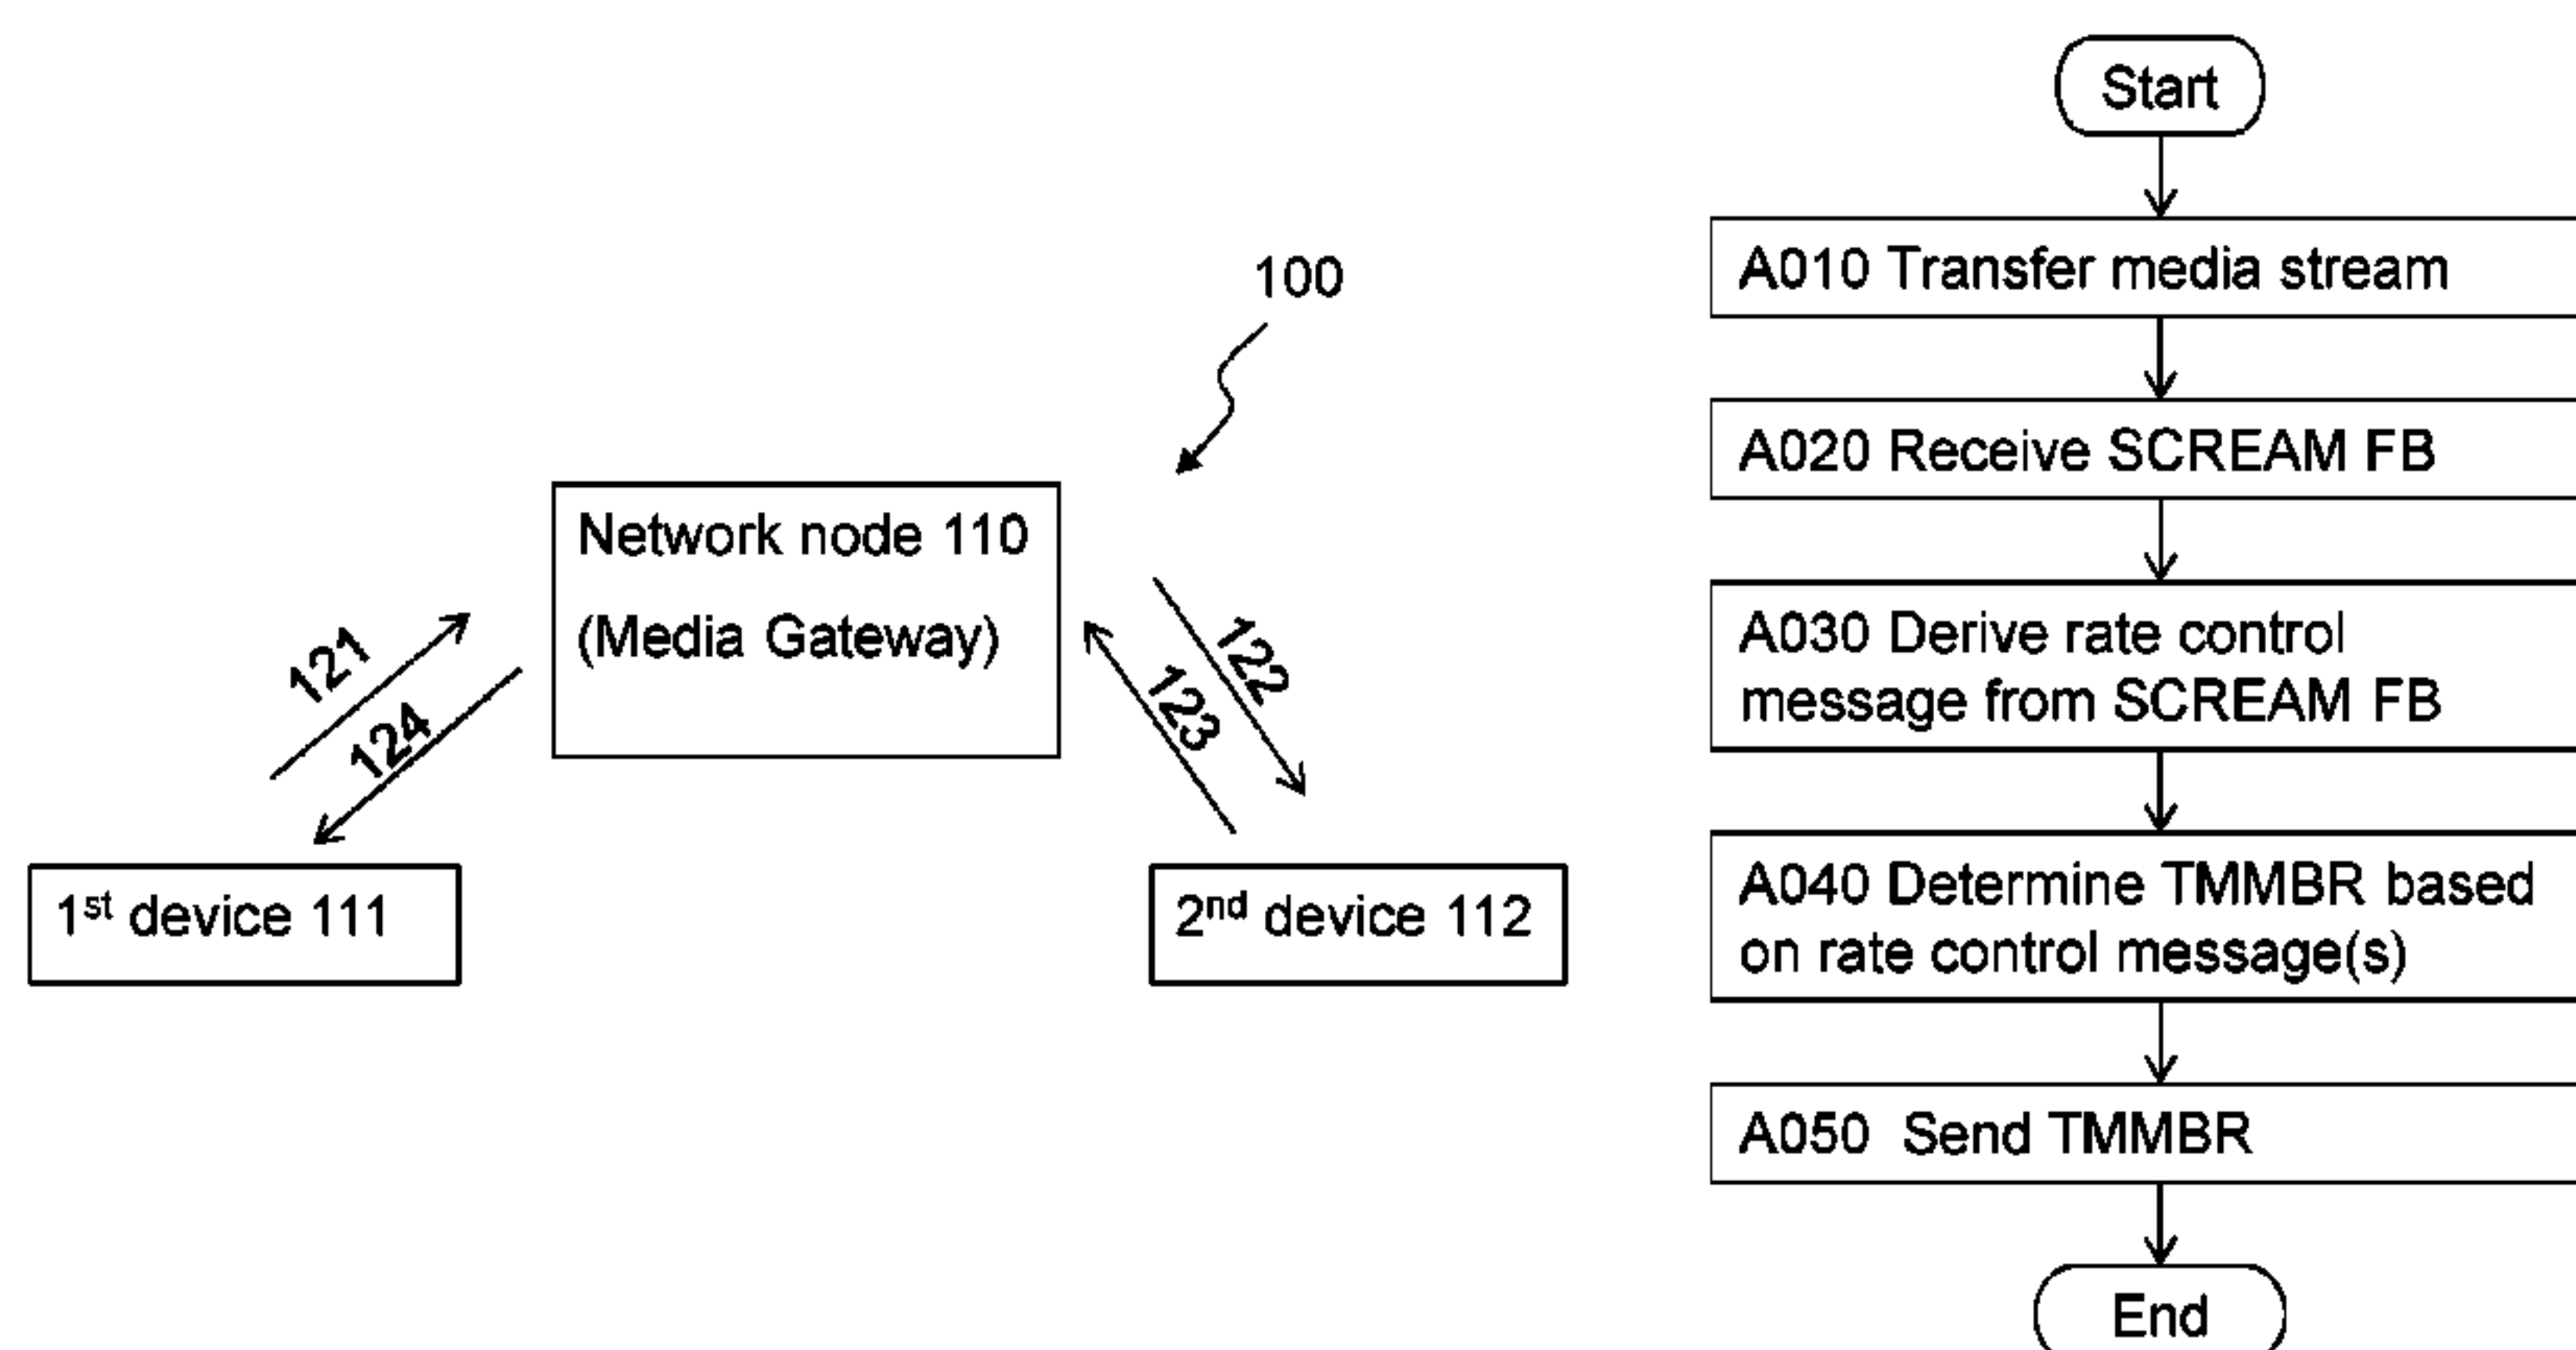 100
Network node 110
(Media Gateway)
121
124
122
123
1st device 111
2nd device 112
Start
A010 Transfer media stream
A020 Receive SCREAM FB
A030 Derive rate control
message from SCREAM FB
A040 Determine TMMBR based
on rate control message(s)
A050 Send TMMBR
End